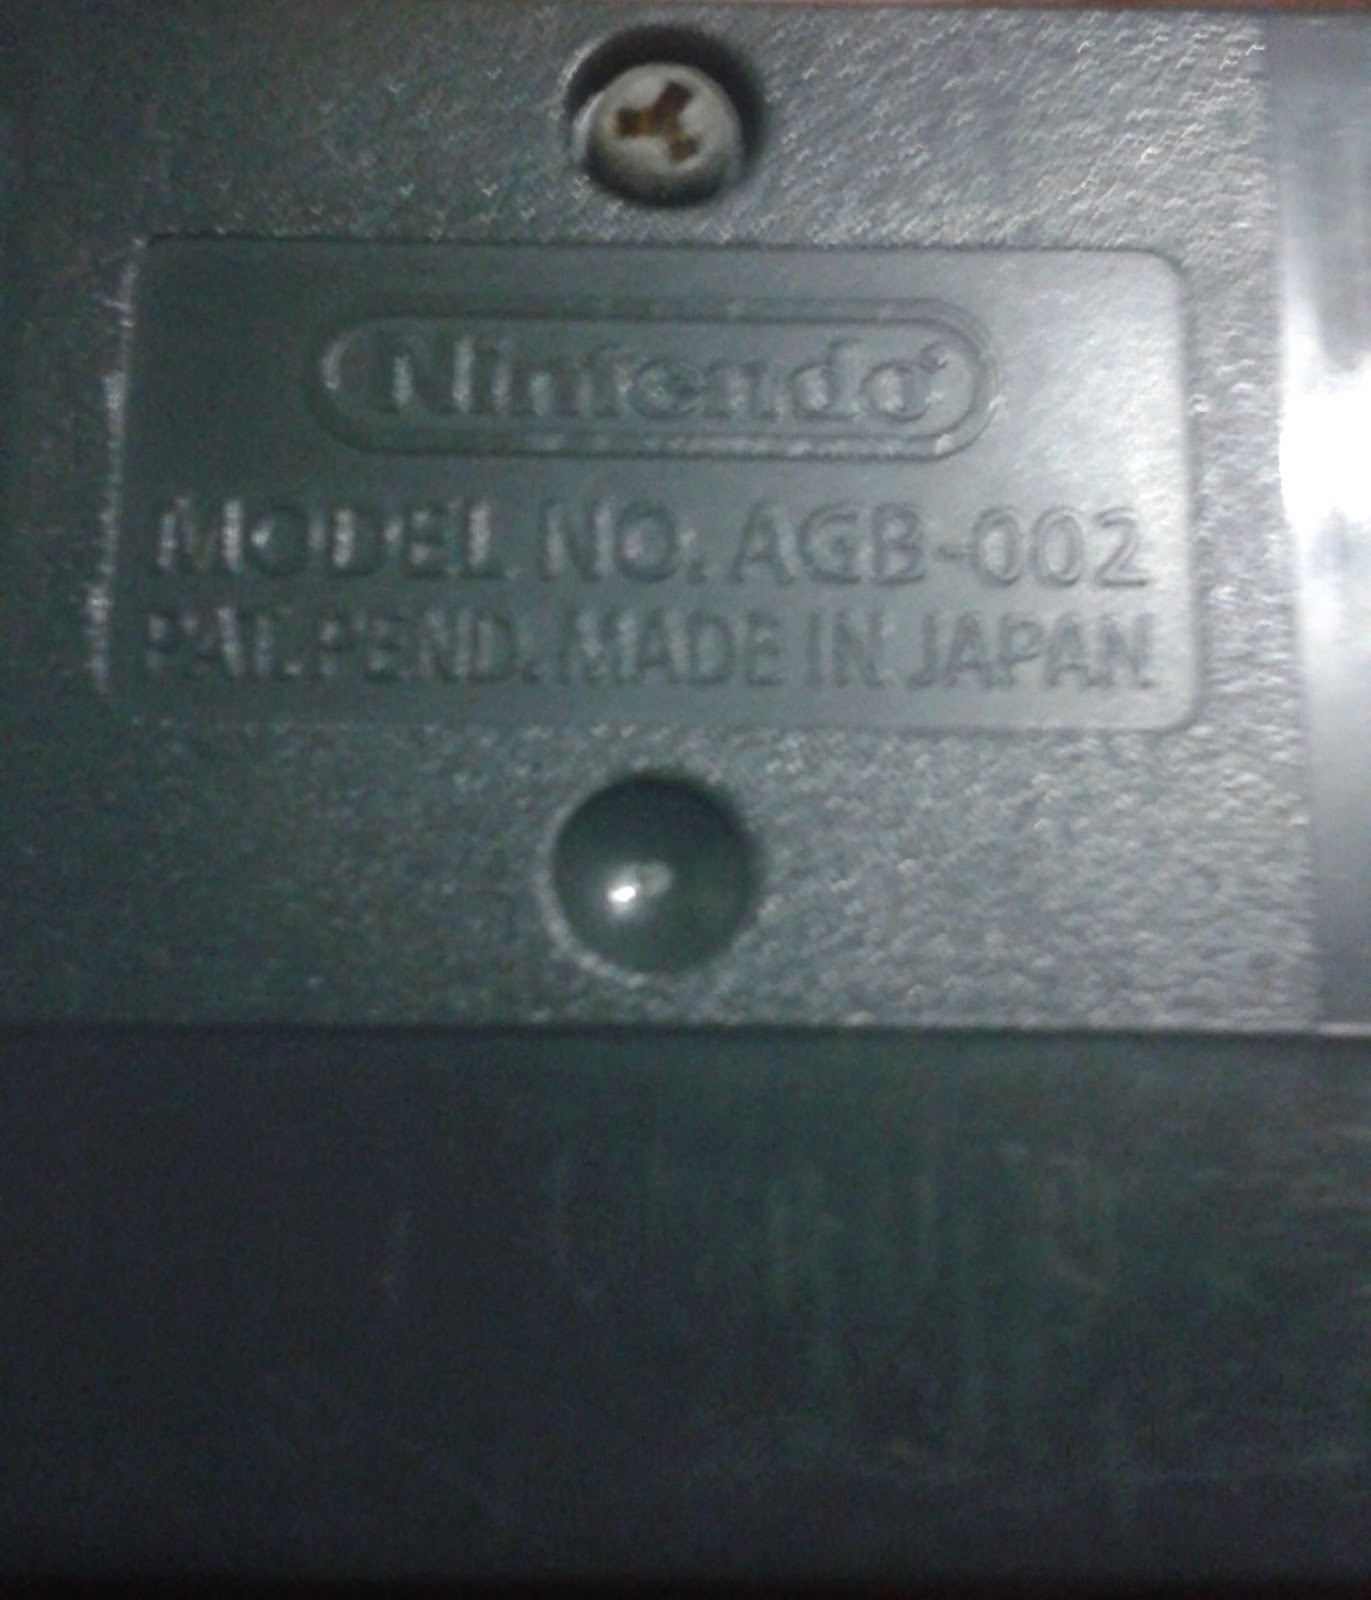 Nintendo®
MODEL NO. AGB-002
PAT. PEND. MADE IN JAPAN